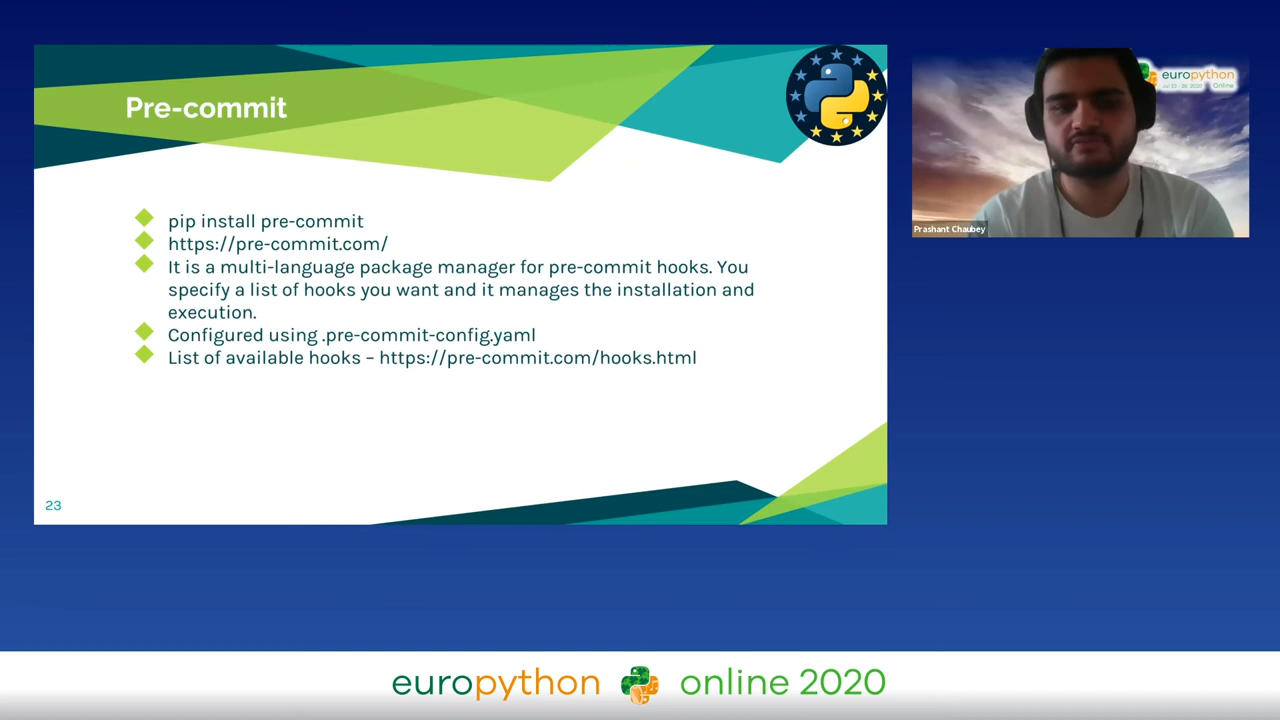 Pre-commit
pip install pre-commit
https://pre-commit.com/
It is a multi-language package manager for pre-commit hooks. You
specify a list of hooks you want and it manages the installation and
execution.
Configured using .pre-commit-config.yaml
List of available hooks – https://pre-commit.com/hooks.html
23
europython
Online
Prashant Chaubey
europython online 2020